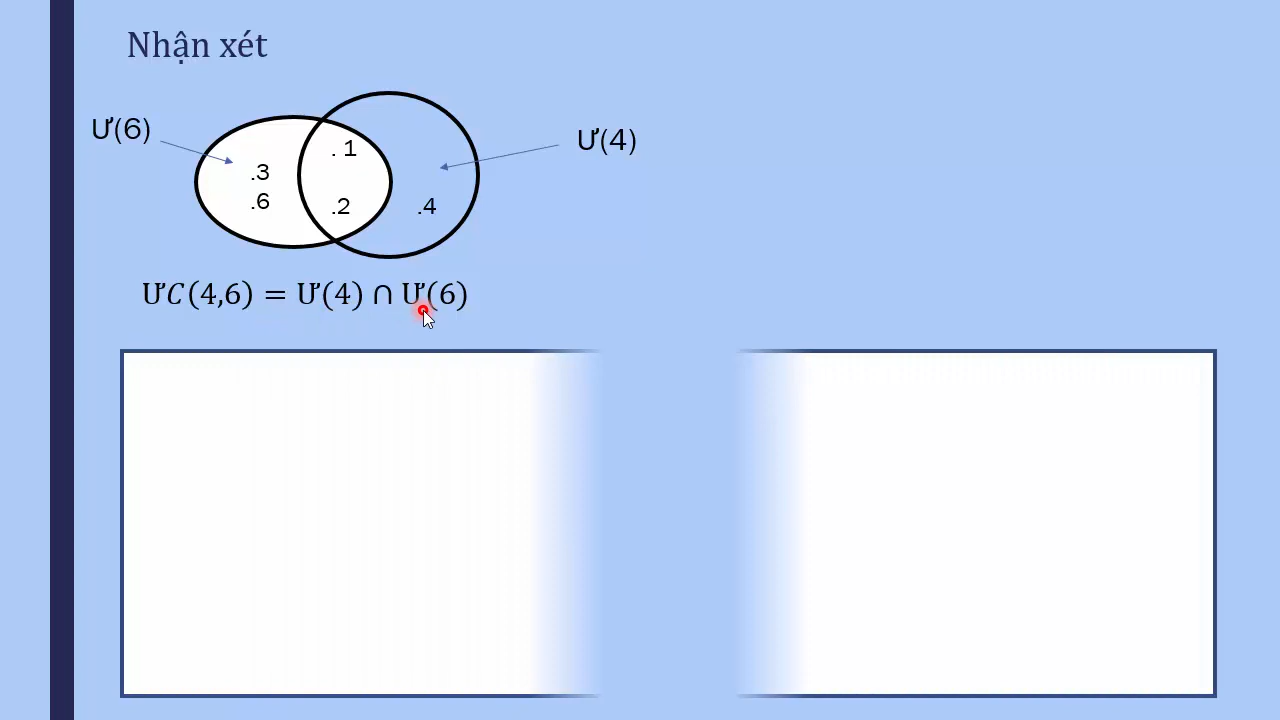 Nhận xét
Ư(6)
Ư(4)
. 1
.3
.6
.2
.4
ƯC(4,6) = Ư(4) ∩ Ư(6)